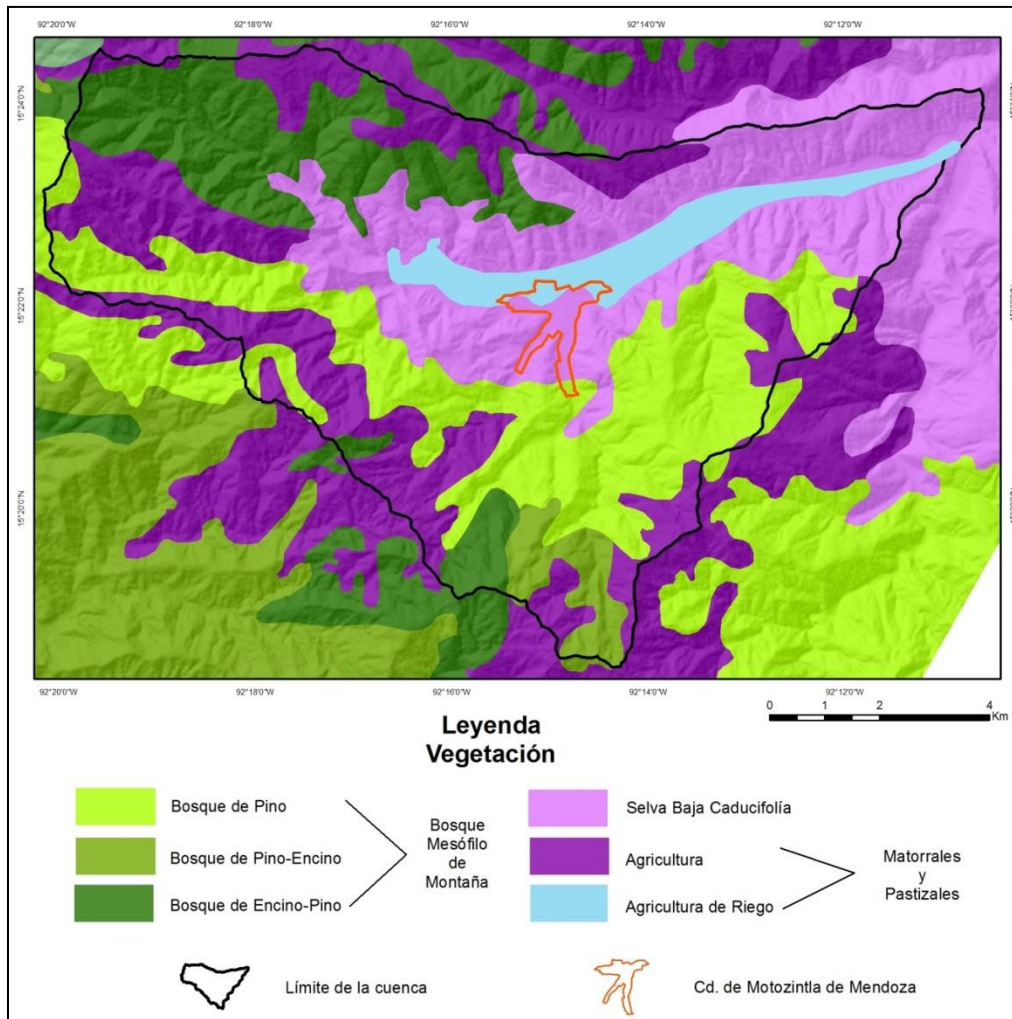 92°20'0"W 92°18'0"W 92°16'0"W 92°14'0"W 92°12'0"W
15°24'0"N
15°22'0"N
15°20'0"N
92°20'0"W 92°18'0"W 92°16'0"W 92°14'0"W 92°12'0"W
0 1 2 4
Km
Leyenda
Vegetación
Bosque de Pino
Bosque de Pino-Encino
Bosque de Encino-Pino
Bosque
Mesófilo
de
Montaña
Selva Baja Caducifolía
Agricultura
Agricultura de Riego
Matorrales
y
Pastizales
Límite de la cuenca
Cd. de Motozintla de Mendoza